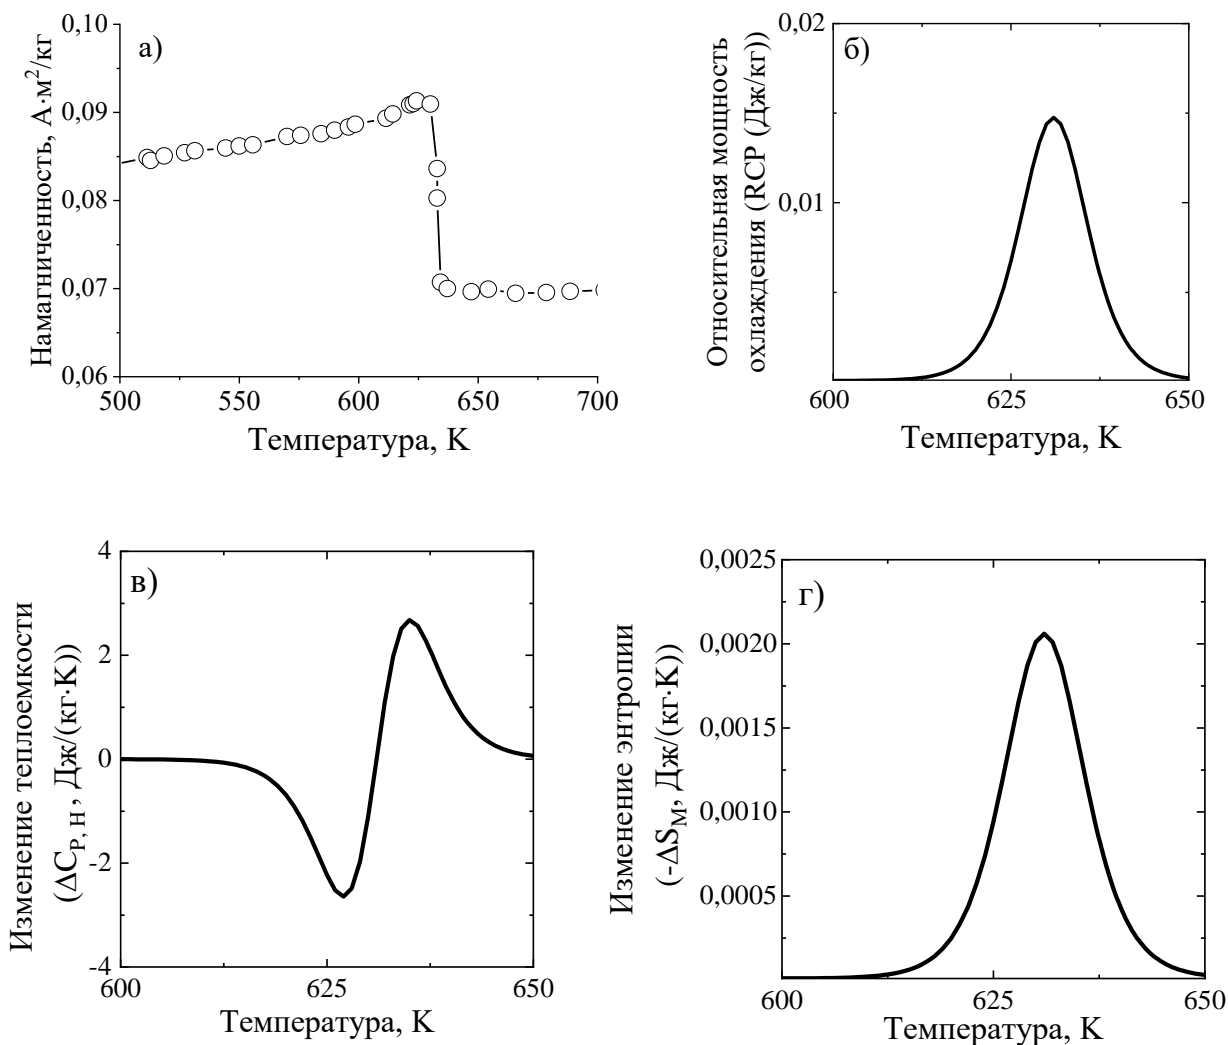 а)
Намагниченность, А·м²/кг
0,10
0,09
0,08
0,07
0,06
500
550
600
650
700
Температура, K
б)
Относительная мощность
охлаждения (RCP (Дж/кг))
0,02
0,01
600
625
650
Температура, K
в)
Изменение теплоемкости
(ΔC_P, H , Дж/(кг·K))
4
2
0
-2
-4
600
625
650
Температура, K
г)
Изменение энтропии
(-ΔS_M, Дж/(кг·K))
0,0025
0,0020
0,0015
0,0010
0,0005
600
625
650
Температура, K